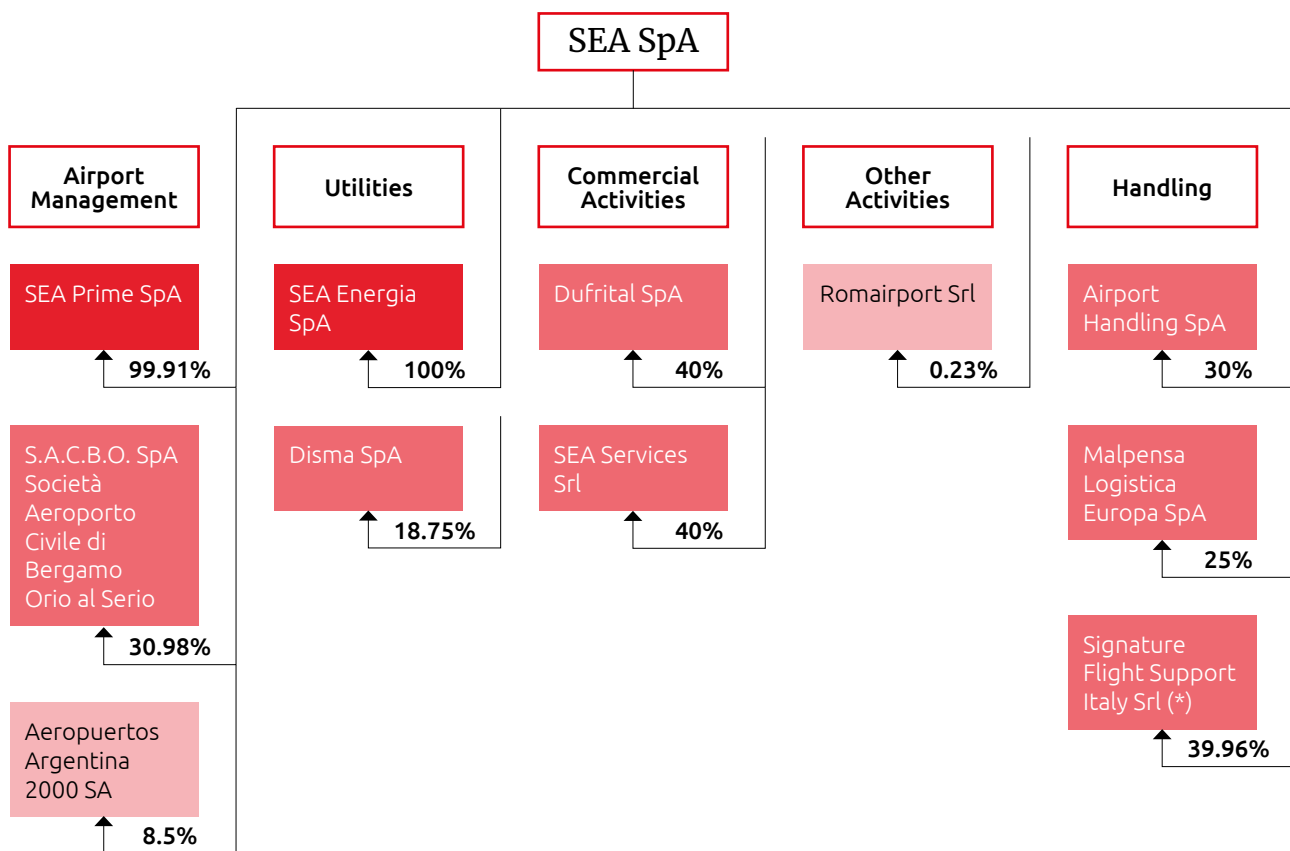 SEA SpA
Airport
Management
Utilities
Commercial
Activities
Other
Activities
Handling
SEA Prime SpA
99.91%
SEA Energia
SpA
100%
Dufrital SpA
40%
Romairport Srl
0.23%
Airport
Handling SpA
30%
S.A.C.B.O. SpA
Società
Aeroporto
Civile di
Bergamo
Orio al Serio
30.98%
Disma SpA
18.75%
SEA Services
Srl
40%
Malpensa
Logistica
Europa SpA
25%
Signature
Flight Support
Italy Srl (*)
39.96%
Aeropuertos
Argentina
2000 SA
8.5%